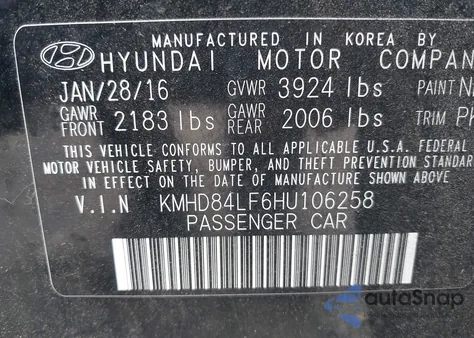 MANUFACTURED IN KOREA BY
HYUNDAI MOTOR COMPAN
JAN/28/16 GVWR 3924 lbs PAINT
GAWR FRONT 2183 lbs GAWR REAR 2006 lbs TRIM
THIS VEHICLE CONFORMS TO ALL APPLICABLE U.S.A. FEDERAL
MOTOR VEHICLE SAFETY, BUMPER, AND THEFT PREVENTION STANDAR
IN EFFECT ON THE DATE OF MANUFACTURE SHOWN ABOVE
V.I.N KMHD84LF6HU106258
PASSENGER CAR
autoSnap